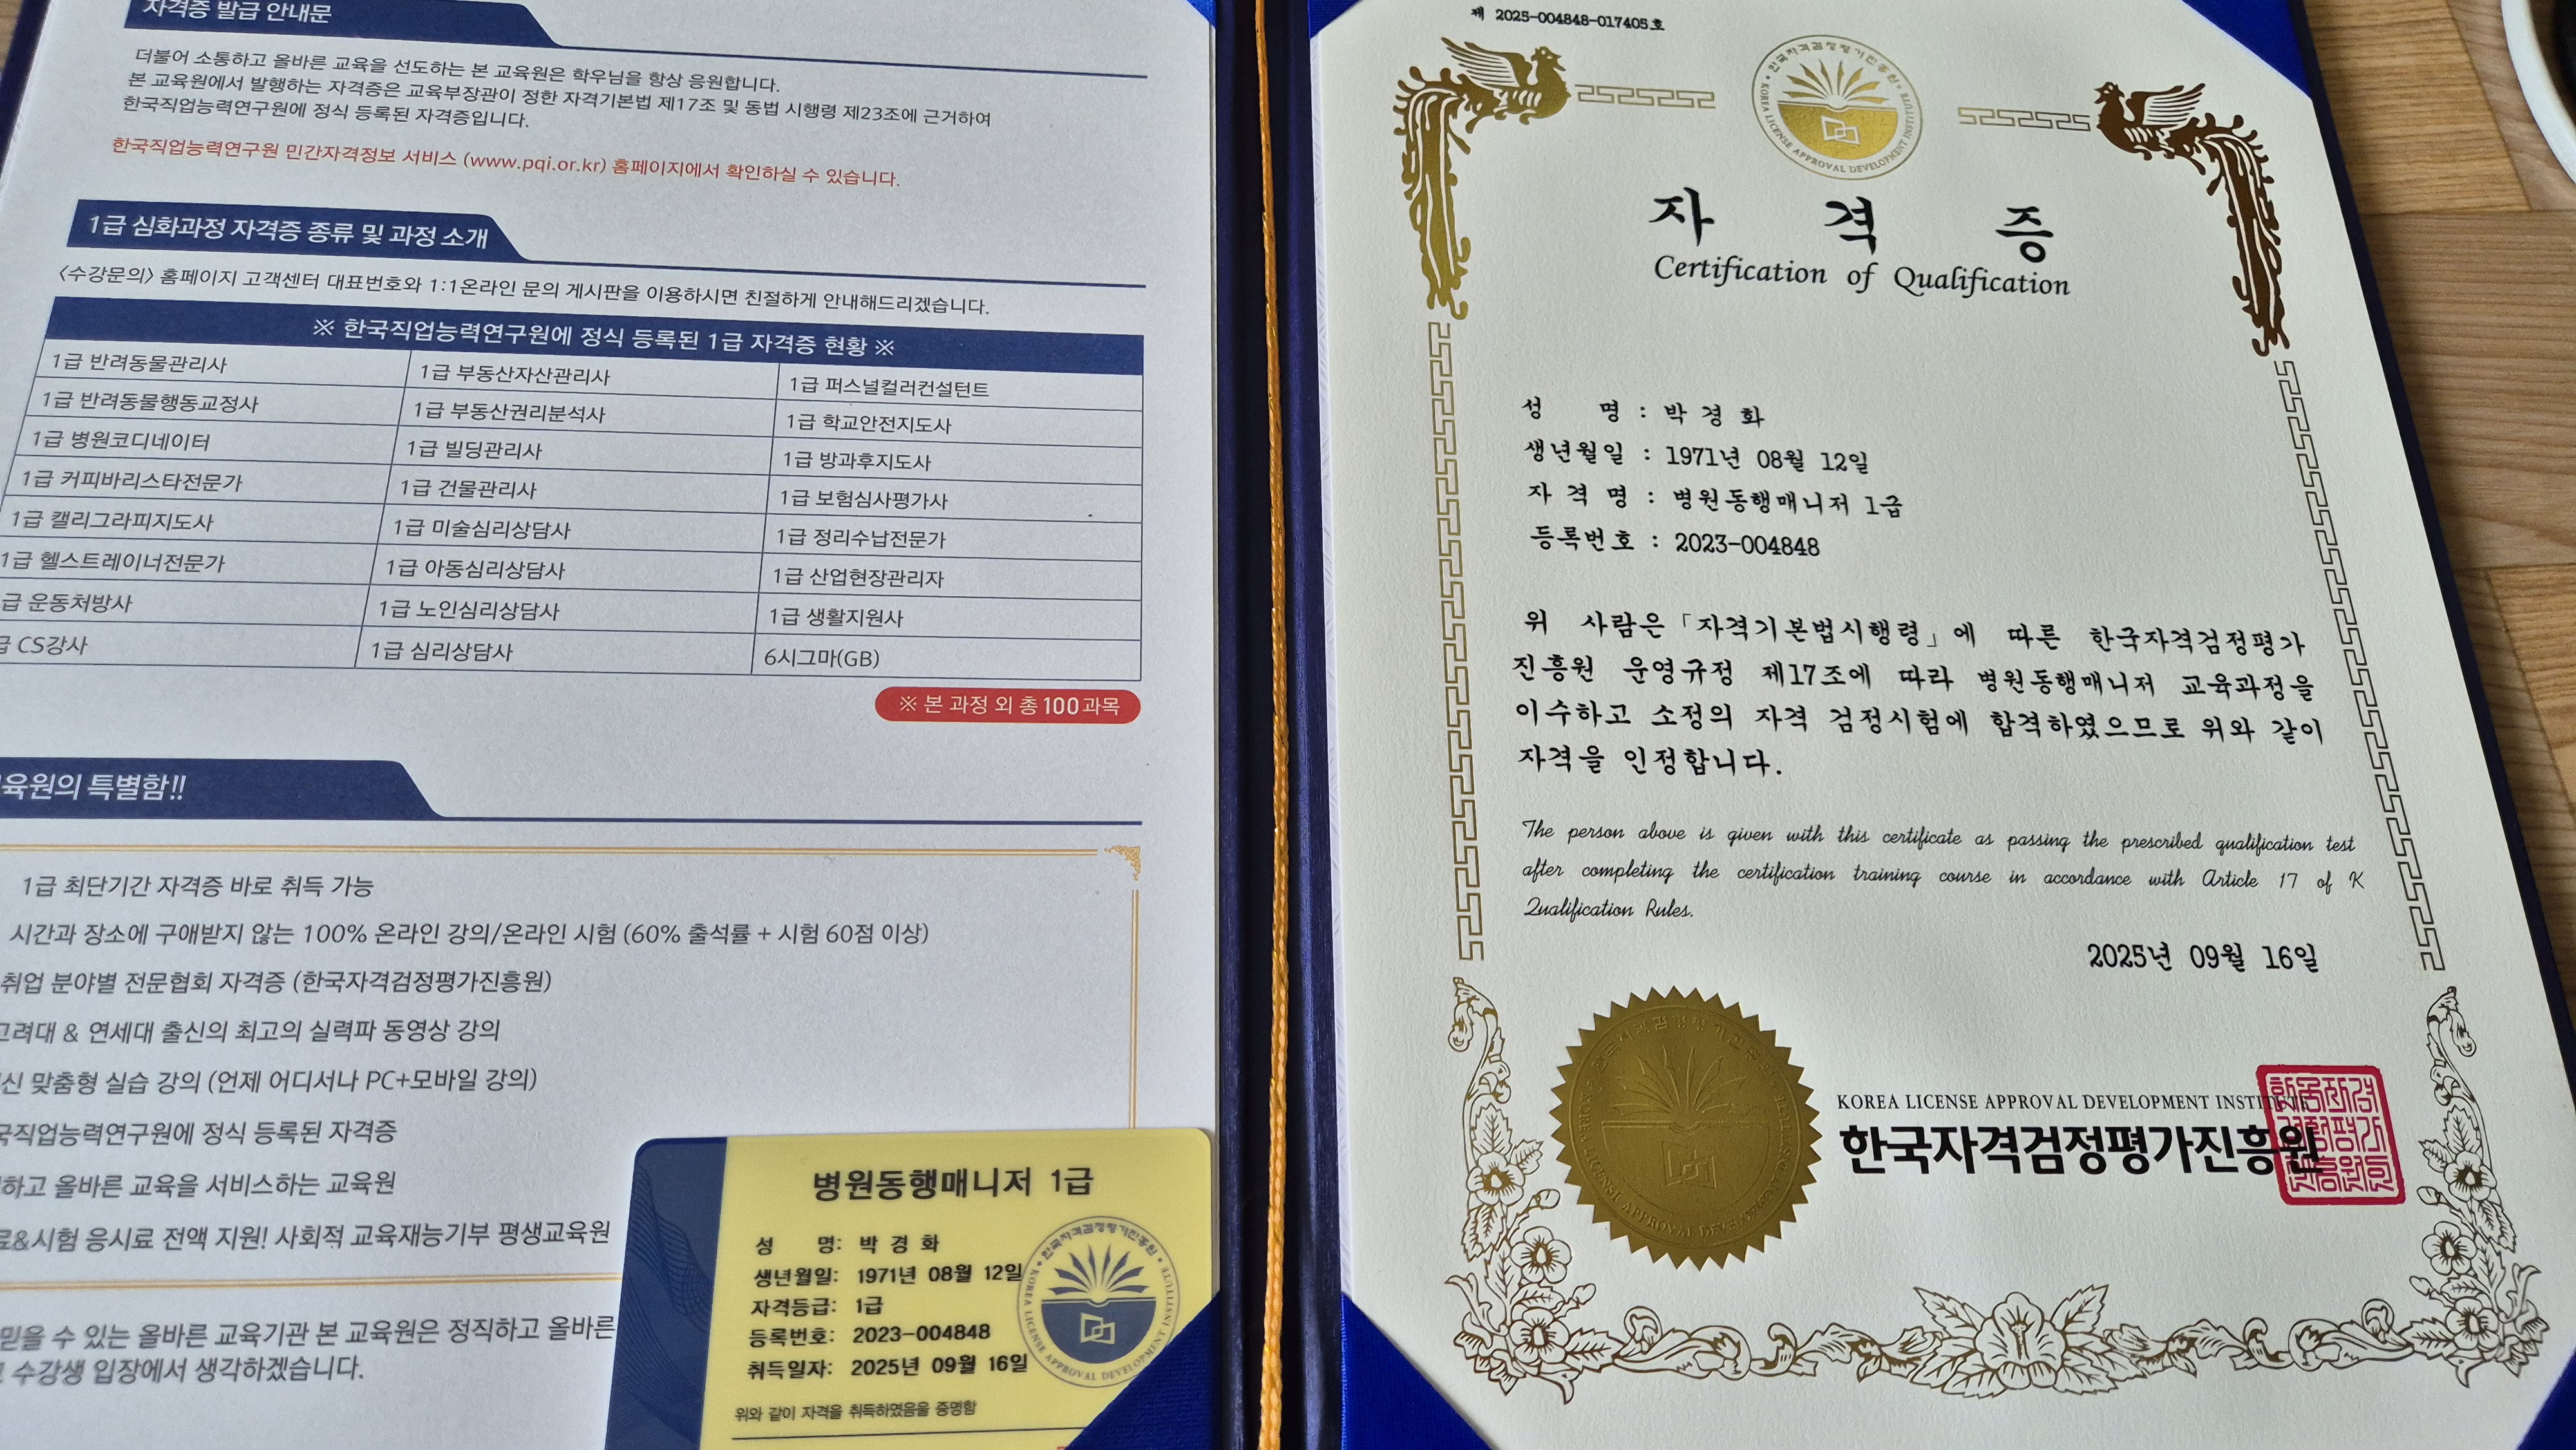 자격증 발급 안내문
더불어 소통하고 올바른 교육을 선도하는 본 교육원은 학우님을 항상 응원합니다.
본 교육원에서 발행하는 자격증은 교육부장관이 정한 자격기본법 제17조 및 동법 시행령 제23조에 근거하여
한국직업능력연구원에 정식 등록된 자격증입니다.
한국직업능력연구원 민간자격정보 서비스 (www.pqi.or.kr) 홈페이지에서 확인하실 수 있습니다.
1급 심화과정 자격증 종류 및 과정 소개
<수강문의> 홈페이지 고객센터 대표번호와 1:1온라인 문의 게시판을 이용하시면 친절하게 안내해드리겠습니다.
※ 한국직업능력연구원에 정식 등록된 1급 자격증 현황 ※
1급 반려동물관리사 1급 부동산자산관리사 1급 퍼스널컬러컨설턴트
1급 반려동물행동교정사 1급 부동산권리분석사 1급 학교안전지도사
1급 병원코디네이터 1급 빌딩관리사 1급 방과후지도사
1급 커피바리스타전문가 1급 건물관리사 1급 보험심사평가사
1급 캘리그라피지도사 1급 미술심리상담사 1급 정리수납전문가
1급 헬스트레이너전문가 1급 아동심리상담사 1급 산업현장관리자
급 운동처방사 1급 노인심리상담사 1급 생활지원사
급 CS강사 1급 심리상담사 6시그마(GB)
※ 본 과정 외 총 100과목
육원의 특별함!!
1급 최단기간 자격증 바로 취득 가능
시간과 장소에 구애받지 않는 100% 온라인 강의/온라인 시험 (60% 출석률 + 시험 60점 이상)
취업 분야별 전문협회 자격증 (한국자격검정평가진흥원)
고려대 & 연세대 출신의 최고의 실력파 동영상 강의
신 맞춤형 실습 강의 (언제 어디서나 PC+모바일 강의)
국직업능력연구원에 정식 등록된 자격증
하고 올바른 교육을 서비스하는 교육원
료&시험 응시료 전액 지원! 사회적 교육재능기부 평생교육원
믿을 수 있는 올바른 교육기관 본 교육원은 정직하고 올바른
수강생 입장에서 생각하겠습니다.
병원동행매니저 1급
성 명: 박 경 화
생년월일: 1971년 08월 12일
자격등급: 1급
등록번호: 2023-004848
취득일자: 2025년 09월 16일
위와 같이 자격을 취득하였음을 증명함
한국자격검정평가진흥원
KOREA LICENSE APPROVAL DEVELOPMENT INSTITUTE
제 2025-004848-017405호
한국자격검정평가진흥원
KOREA LICENSE APPROVAL DEVELOPMENT INSTITUTE
자 격 증
Certification of Qualification
성 명 : 박 경 화
생년월일 : 1971년 08월 12일
자 격 명 : 병원동행매니저 1급
등록번호 : 2023-004848
위 사람은 「자격기본법시행령」에 따른 한국자격검정평가
진흥원 운영규정 제17조에 따라 병원동행매니저 교육과정을
이수하고 소정의 자격 검정시험에 합격하였으므로 위와 같이
자격을 인정합니다.
The person above is given with this certificate as passing the prescribed qualification test
after completing the certification training course in accordance with Article 17 of K
Qualification Rules.
2025년 09월 16일
KOREA LICENSE APPROVAL DEVELOPMENT INSTITUTE
한국자격검정평가진흥원